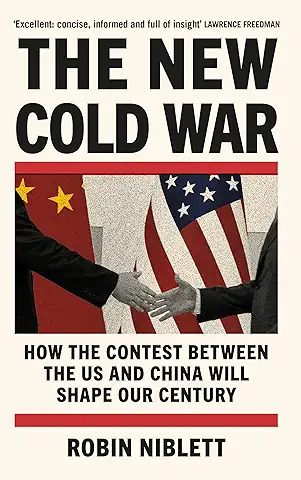 'Excellent: concise, informed and full of insight' LAWRENCE FREEDMAN
THE NEW
COLD WAR
HOW THE CONTEST BETWEEN
THE US AND CHINA WILL
SHAPE OUR CENTURY
ROBIN NIBLETT